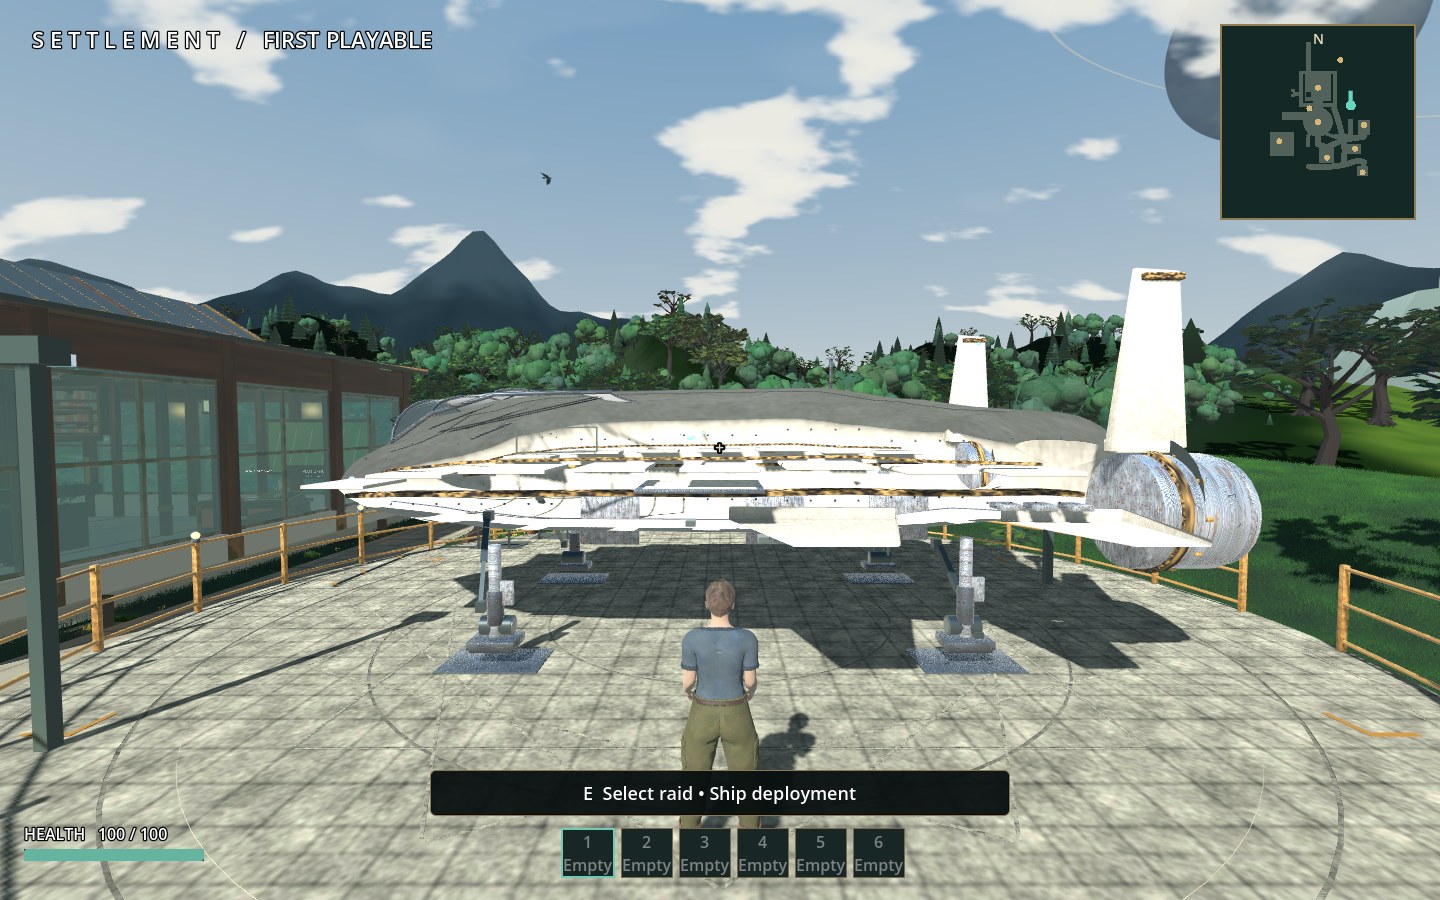 SETTLEMENT / FIRST PLAYABLE
N
E Select raid • Ship deployment
HEALTH 100 / 100
1 2 3 4 5 6
Empty Empty Empty Empty Empty Empty